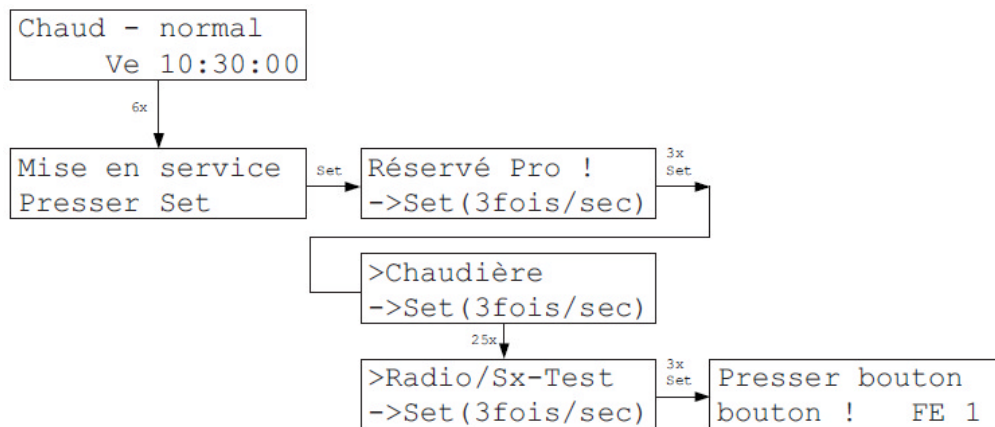 Chaud - normal
Ve 10:30:00
6x
Mise en service
Presser Set
Set
Réservé Pro !
->Set(3fois/sec)
3x
Set
>Chaudière
->Set(3fois/sec)
25x
>Radio/Sx-Test
->Set(3fois/sec)
3x
Set
Presser bouton
bouton ! FE 1